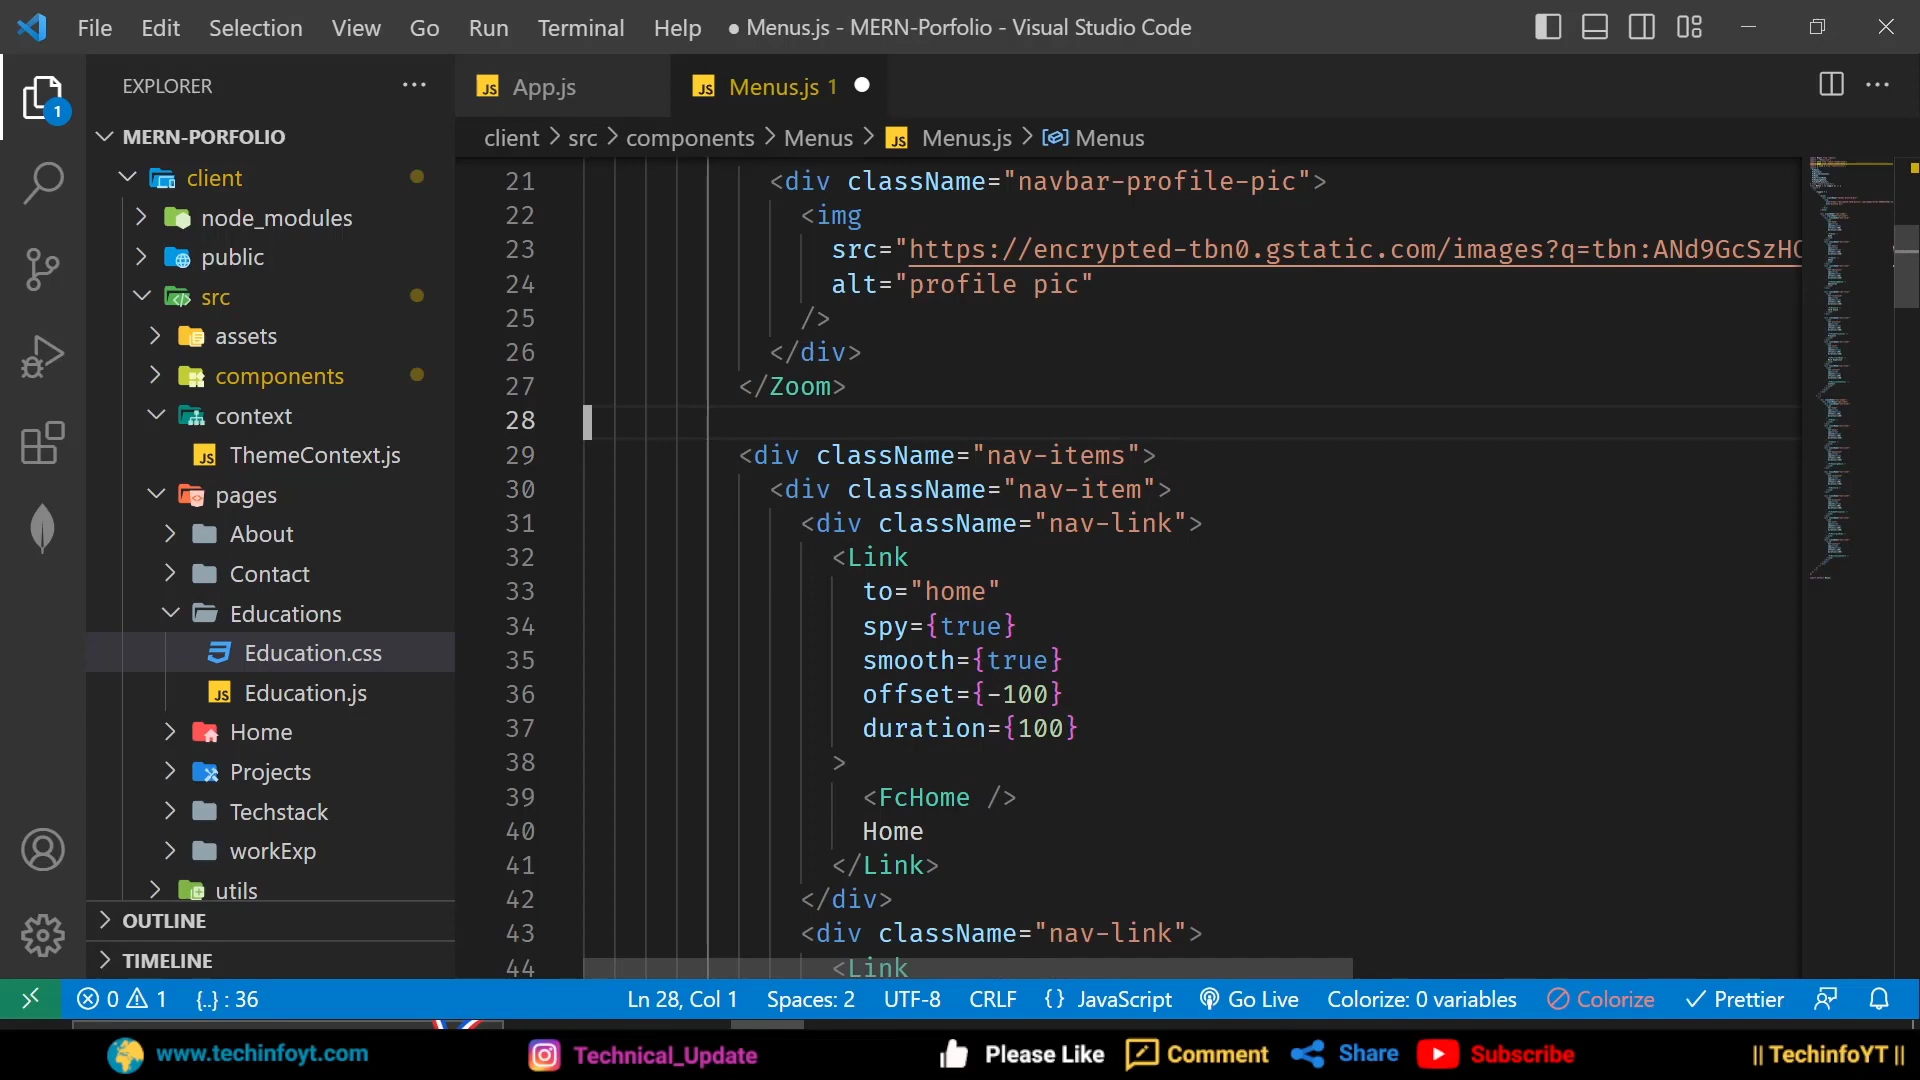 File Edit Selection View Go Run Terminal Help ● Menus.js - MERN-Porfolio - Visual Studio Code
EXPLORER
1
MERN-PORFOLIO
client
node_modules
public
src
assets
components
context
JS ThemeContext.js
pages
About
Contact
Educations
Education.css
JS Education.js
Home
Projects
Techstack
workExp
utils
OUTLINE
TIMELINE
JS App.js
JS Menus.js 1
client > src > components > Menus > JS Menus.js > Menus
21 <div className="navbar-profile-pic">
22 <img
23 src="https://encrypted-tbn0.gstatic.com/images?q=tbn:ANd9GcSzHC
24 alt="profile pic"
25 />
26 </div>
27 </Zoom>
28
29 <div className="nav-items">
30 <div className="nav-item">
31 <div className="nav-link">
32 <Link
33 to="home"
34 spy={true}
35 smooth={true}
36 offset={-100}
37 duration={100}
38 >
39 <FcHome />
40 Home
41 </Link>
42 </div>
43 <div className="nav-link">
44 <Link
0 1 {..} : 36 Ln 28, Col 1 Spaces: 2 UTF-8 CRLF {} JavaScript Go Live Colorize: 0 variables Colorize Prettier
www.techinfoyt.com Technical_Update Please Like Comment Share Subscribe || TechinfoYT ||